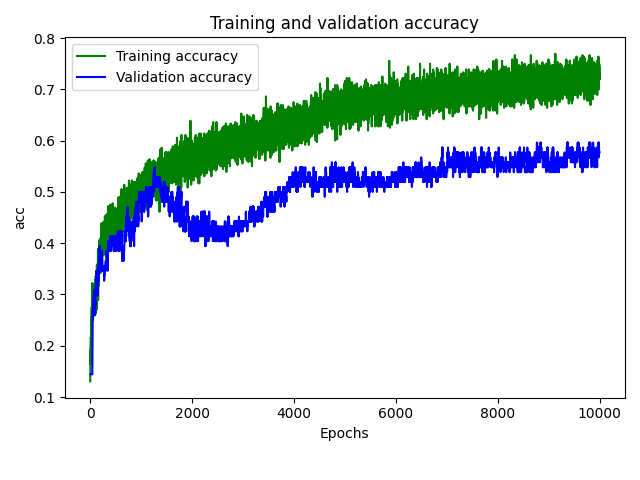 Training and validation accuracy
Training accuracy
Validation accuracy
acc
0.8
0.7
0.6
0.5
0.4
0.3
0.2
0.1
0 2000 4000 6000 8000 10000
Epochs